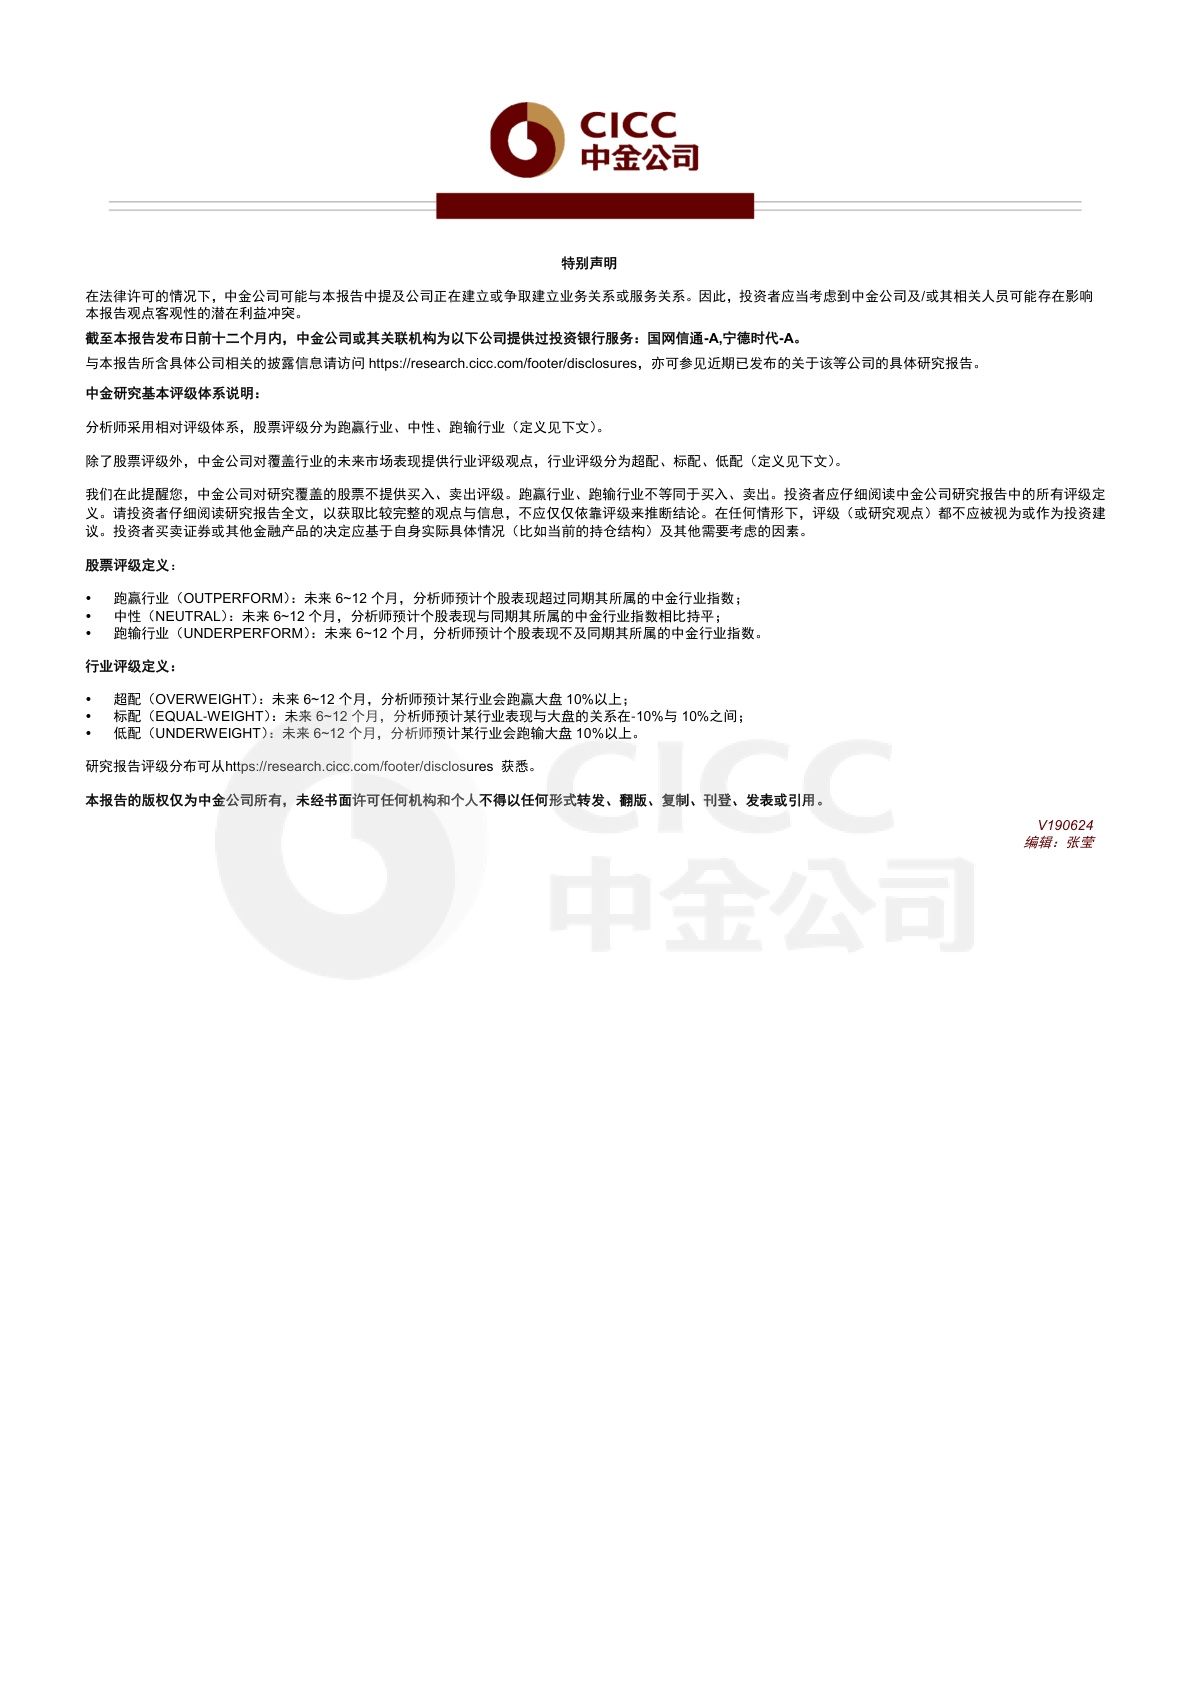 CICC
中金公司
特别声明
在法律许可的情况下，中金公司可能与本报告中提及公司正在建立或争取建立业务关系或服务关系。因此，投资者应当考虑到中金公司及/或其相关人员可能存在影响
本报告观点客观性的潜在利益冲突。
截至本报告发布日前十二个月内，中金公司或其关联机构为以下公司提供过投资银行服务：国网信通-A,宁德时代-A。
与本报告所含具体公司相关的披露信息请访问 https://research.cicc.com/footer/disclosures，亦可参见近期已发布的关于该等公司的具体研究报告。
中金研究基本评级体系说明：
分析师采用相对评级体系，股票评级分为跑赢行业、中性、跑输行业（定义见下文）。
除了股票评级外，中金公司对覆盖行业的未来市场表现提供行业评级观点，行业评级分为超配、标配、低配（定义见下文）。
我们在此提醒您，中金公司对研究覆盖的股票不提供买入、卖出评级。跑赢行业、跑输行业不等同于买入、卖出。投资者应仔细阅读中金公司研究报告中的所有评级定
义。请投资者仔细阅读研究报告全文，以获取比较完整的观点与信息，不应仅仅依靠评级来推断结论。在任何情形下，评级（或研究观点）都不应被视为或作为投资建
议。投资者买卖证券或其他金融产品的决定应基于自身实际具体情况（比如当前的持仓结构）及其他需要考虑的因素。
股票评级定义：
• 跑赢行业（OUTPERFORM）：未来 6~12 个月，分析师预计个股表现超过同期其所属的中金行业指数；
• 中性（NEUTRAL）：未来 6~12 个月，分析师预计个股表现与同期其所属的中金行业指数相比持平；
• 跑输行业（UNDERPERFORM）：未来 6~12 个月，分析师预计个股表现不及同期其所属的中金行业指数。
行业评级定义：
• 超配（OVERWEIGHT）：未来 6~12 个月，分析师预计某行业会跑赢大盘 10%以上；
• 标配（EQUAL-WEIGHT）：未来 6~12 个月，分析师预计某行业表现与大盘的关系在-10%与 10%之间；
• 低配（UNDERWEIGHT）：未来 6~12 个月，分析师预计某行业会跑输大盘 10%以上。
研究报告评级分布可从https://research.cicc.com/footer/disclosures 获悉。
本报告的版权仅为中金公司所有，未经书面许可任何机构和个人不得以任何形式转发、翻版、复制、刊登、发表或引用。
V190624
编辑：张莹
CICC
中金公司